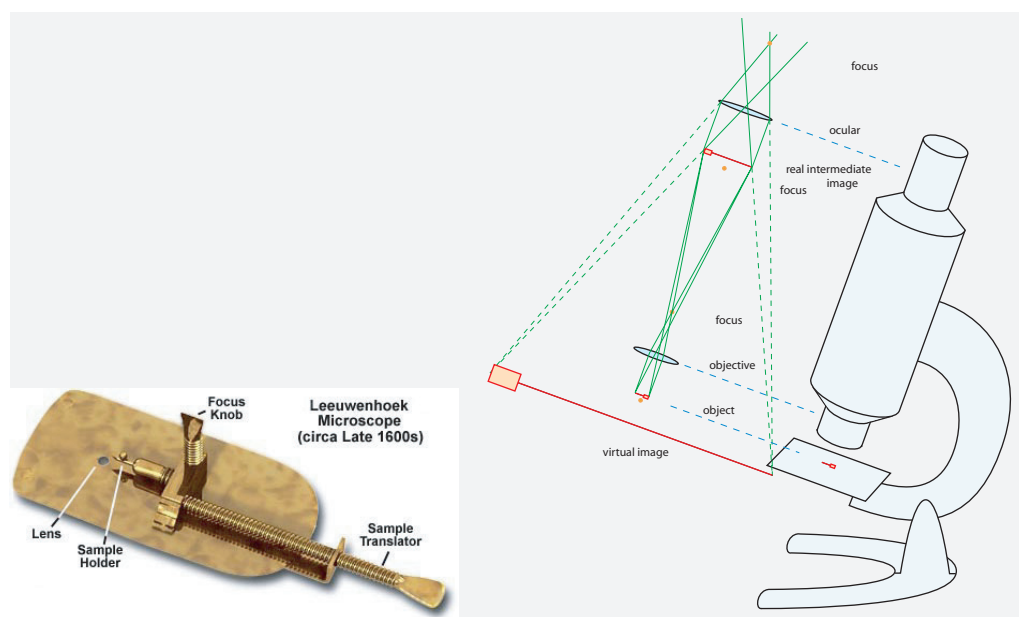 focus
ocular
real intermediate
image
focus
focus
objective
object
virtual image
Focus
Knob
Leeuwenhoek
Microscope
(circa Late 1600s)
Lens
Sample
Holder
Sample
Translator